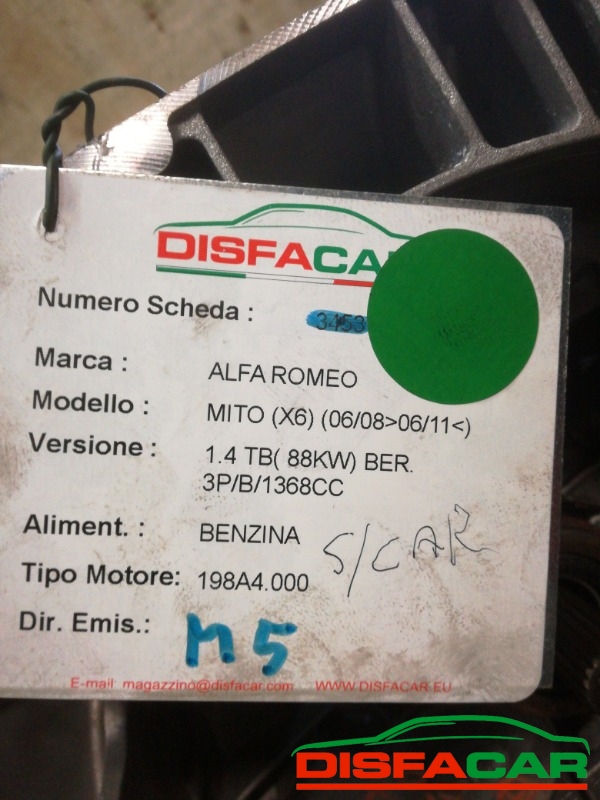 DISFACAR
Numero Scheda :
Marca : ALFA ROMEO
Modello : MITO (X6) (06/08>06/11<)
Versione : 1.4 TB( 88KW) BER.
3P/B/1368CC
Aliment. : BENZINA
S/CAR
Tipo Motore: 198A4.000
Dir. Emis.: M5
E-mail: magazzino@disfacar.com WWW.DISFACAR.EU
DISFACAR